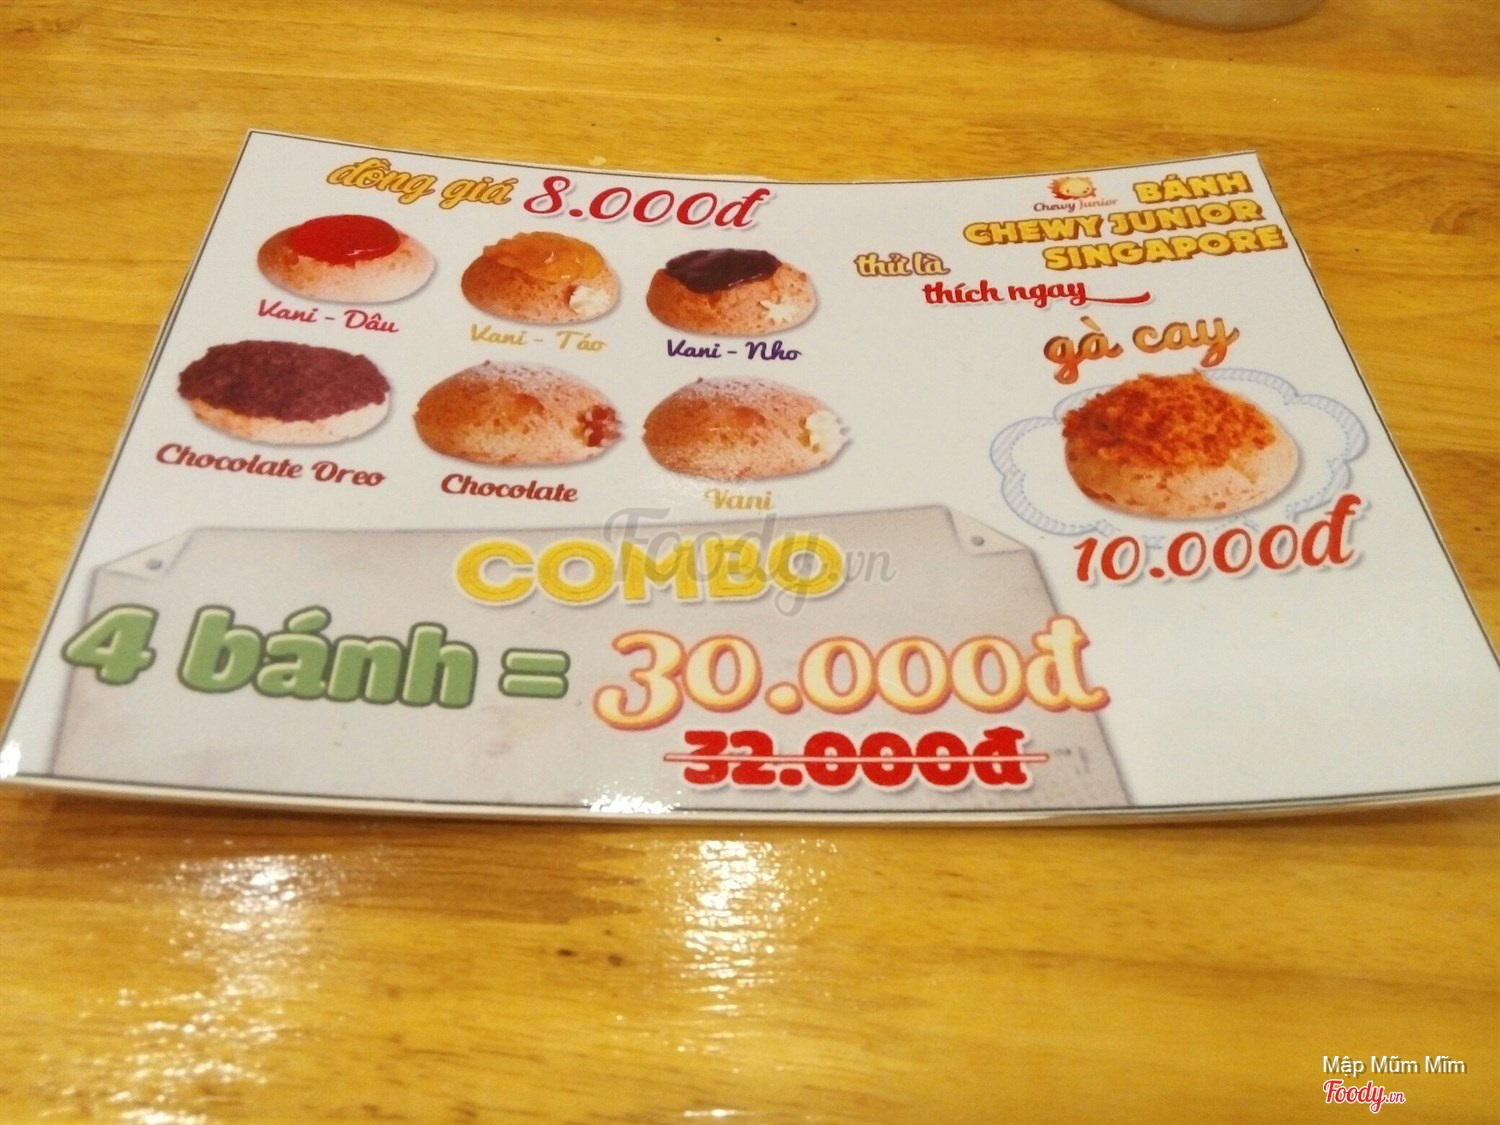 đồng giá 8.000đ
Vani - Dâu
Vani - Táo
Vani - Nho
Chocolate Oreo
Chocolate
Vani
Chewy Junior
BÁNH
CHEWY JUNIOR
SINGAPORE
thử là
thích ngay
gà cay
10.000đ
COMBO
4 bánh = 30.000đ
32.000đ
Foody.vn
Mập Mũm Mĩm
Foody.vn